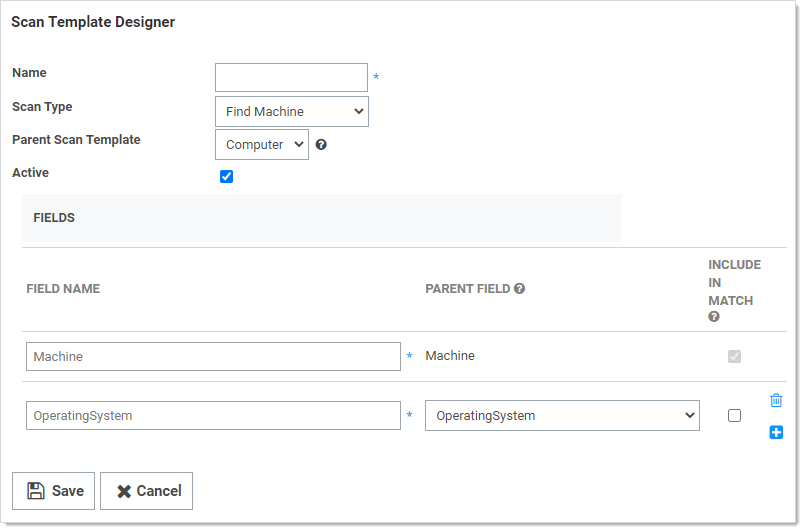 Scan Template Designer
Name *
Scan Type Find Machine
Parent Scan Template Computer ?
Active
FIELDS
FIELD NAME PARENT FIELD ? INCLUDE
IN
MATCH
?
Machine * Machine
OperatingSystem * OperatingSystem
Save Cancel